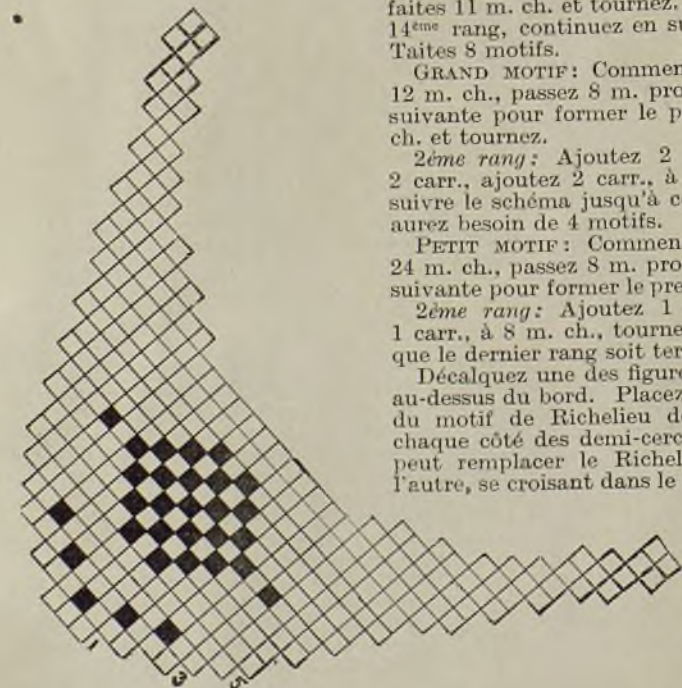 faites 11 m. ch. et tournez.
14ème rang, continuez en su
Taites 8 motifs.
GRAND MOTIF: Commen
12 m. ch., passez 8 m. pro
suivante pour former le p
ch. et tournez.
2éme rang: Ajoutez 2
2 carr., ajoutez 2 carr., à
suivre le schéma jusqu'à c
aurez besoin de 4 motifs.
PETIT MOTIF: Commen
24 m. ch., passez 8 m. pro
suivante pour former le pre
2ème rang: Ajoutez 1
1 carr., à 8 m. ch., tourne
que le dernier rang soit ter
Décalquez une des figure
au-dessus du bord. Placez
du motif de Richelieu d
chaque côté des demi-cerc
peut remplacer le Richel
l'autre, se croisant dans le
1
3
5